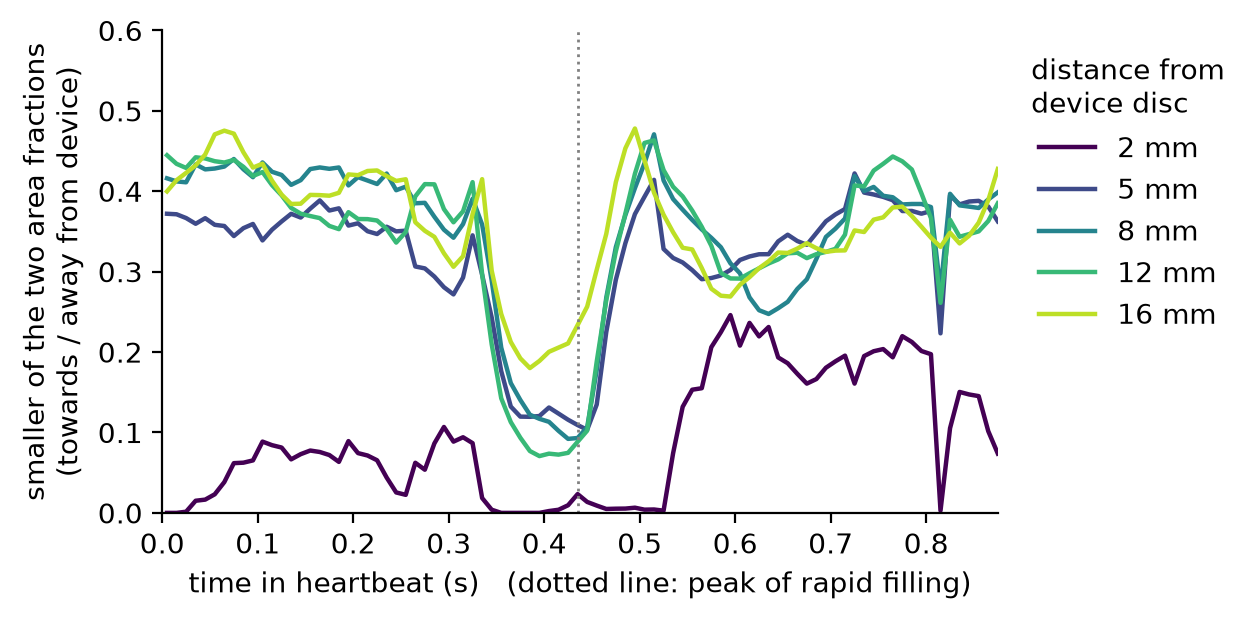 smaller of the two area fractions
(towards / away from device)
0.6
0.5
0.4
0.3
0.2
0.1
0.0
0.0 0.1 0.2 0.3 0.4 0.5 0.6 0.7 0.8
time in heartbeat (s) (dotted line: peak of rapid filling)
distance from
device disc
2 mm
5 mm
8 mm
12 mm
16 mm